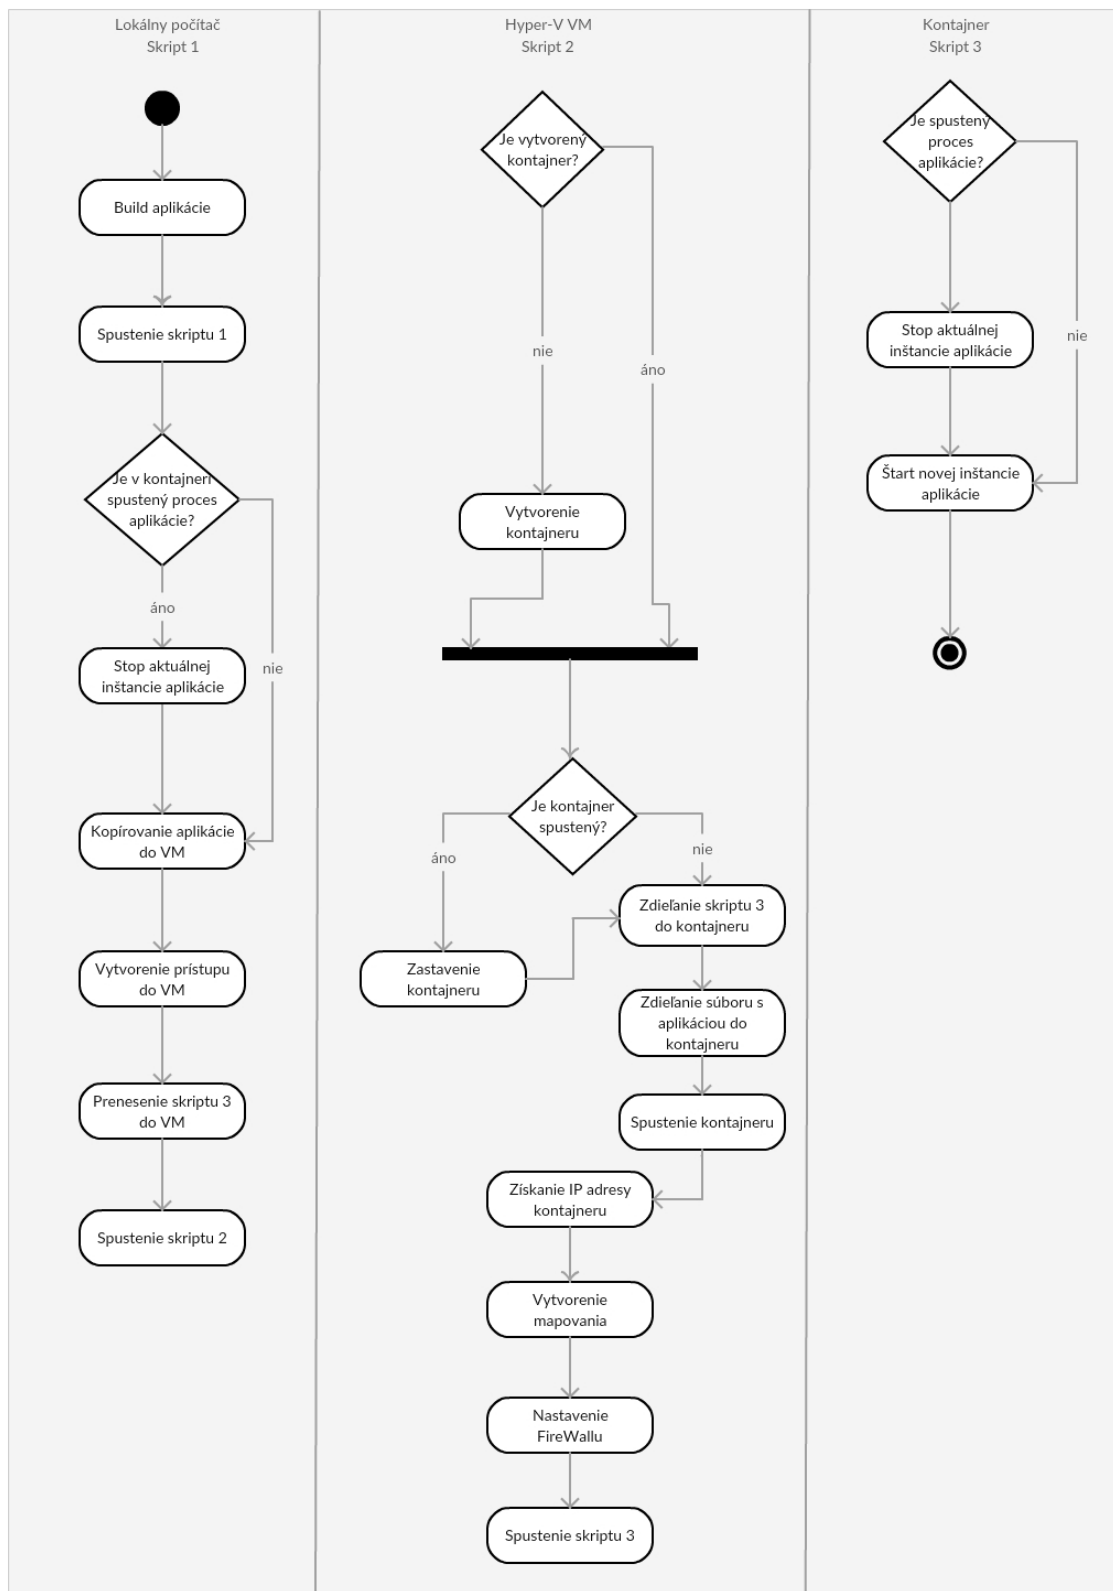 Lokálny počítač
Skript 1
Build aplikácie
Spustenie skriptu 1
Je v kontajneri
spustený proces
aplikácie?
áno
nie
Stop aktuálnej
inštancie aplikácie
Kopírovanie aplikácie
do VM
Vytvorenie prístupu
do VM
Prenesenie skriptu 3
do VM
Spustenie skriptu 2
Hyper-V VM
Skript 2
Je vytvorený
kontajner?
nie
áno
Vytvorenie
kontajneru
Je kontajner
spustený?
áno
nie
Zastavenie
kontajneru
Zdieľanie skriptu 3
do kontajneru
Zdieľanie súboru s
aplikáciou do
kontajneru
Spustenie kontajneru
Získanie IP adresy
kontajneru
Vytvorenie
mapovania
Nastavenie
FireWallu
Spustenie skriptu 3
Kontajner
Skript 3
Je spustený
proces
aplikácie?
nie
Stop aktuálnej
inštancie aplikácie
Štart novej inštancie
aplikácie